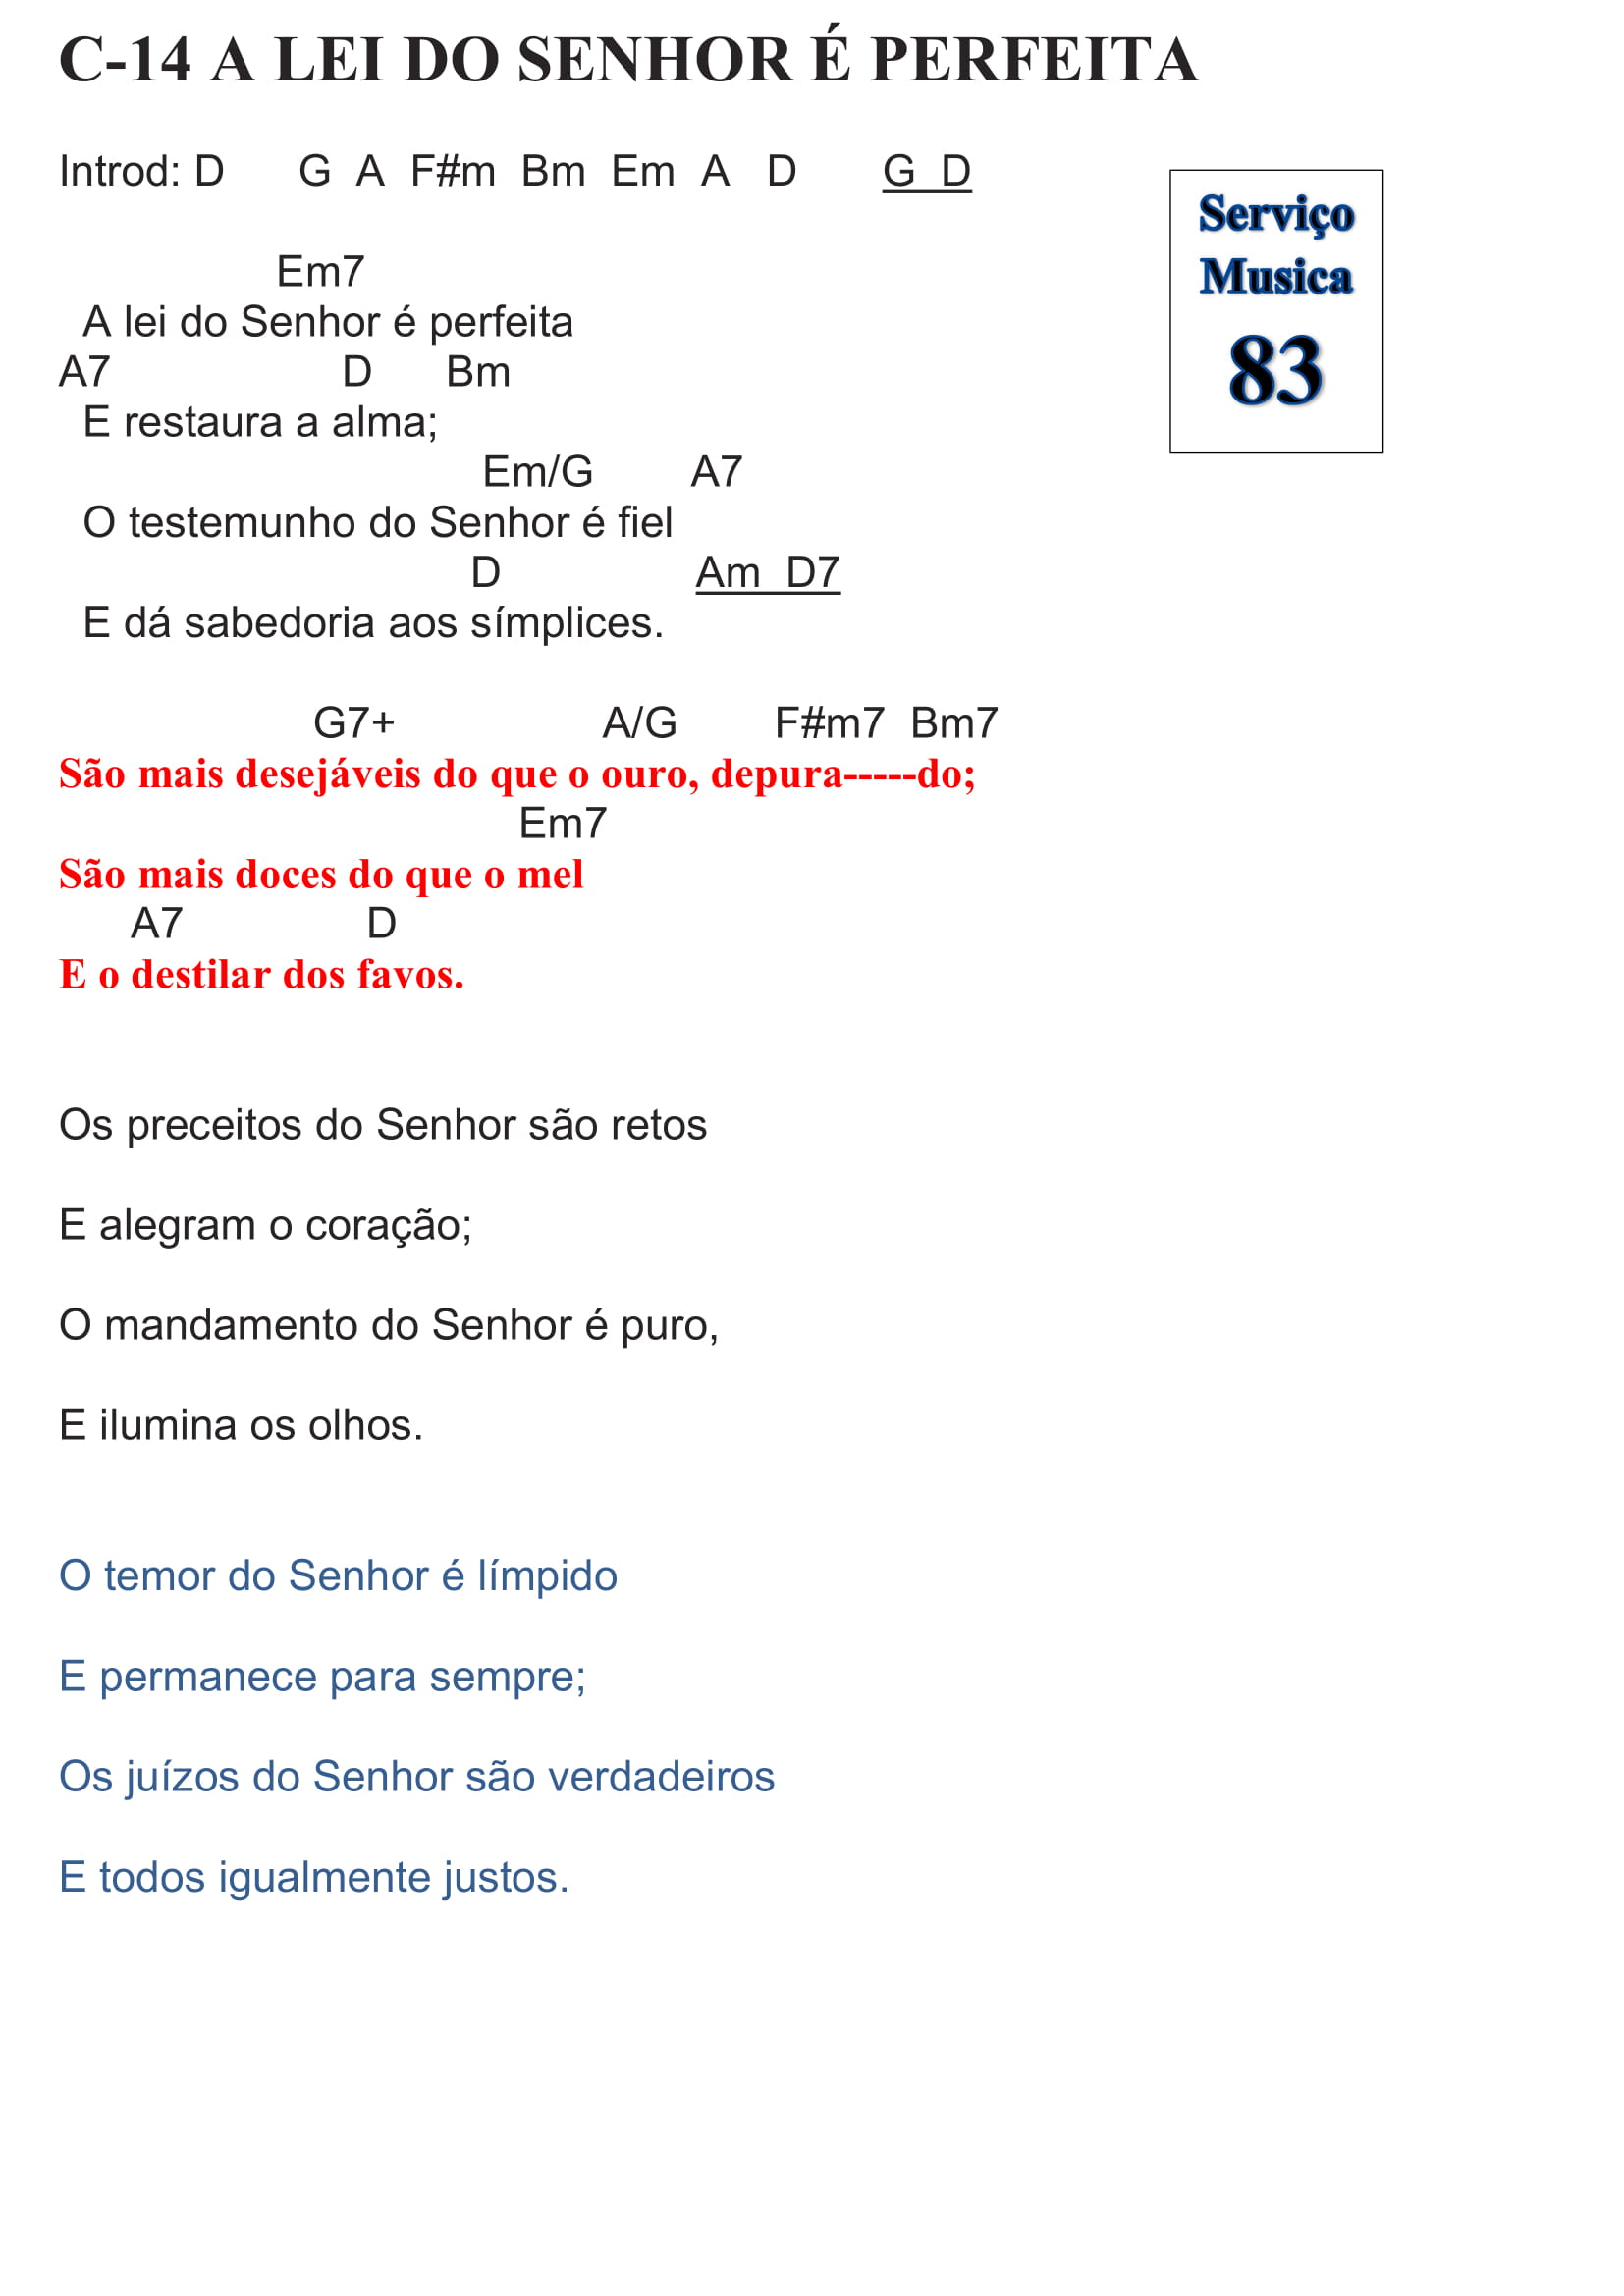 C-14 A LEI DO SENHOR É PERFEITA
Introd: D G A F#m Bm Em A D G D
Serviço
Musica
83
Em7
A lei do Senhor é perfeita
A7 D Bm
E restaura a alma;
Em/G A7
O testemunho do Senhor é fiel
D Am D7
E dá sabedoria aos símplices.
G7+ A/G F#m7 Bm7
São mais desejáveis do que o ouro, depura-----do;
Em7
São mais doces do que o mel
A7 D
E o destilar dos favos.
Os preceitos do Senhor são retos
E alegram o coração;
O mandamento do Senhor é puro,
E ilumina os olhos.
O temor do Senhor é límpido
E permanece para sempre;
Os juízos do Senhor são verdadeiros
E todos igualmente justos.